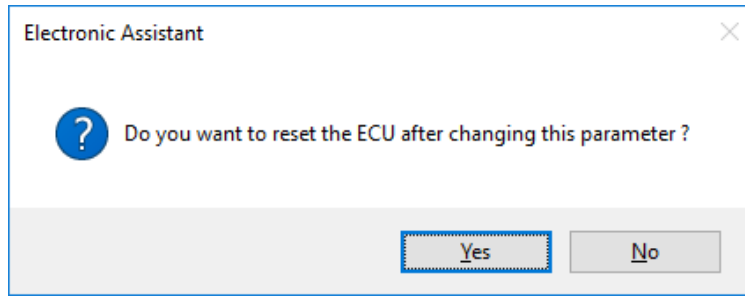 Electronic Assistant
Do you want to reset the ECU after changing this parameter ?
Yes
No